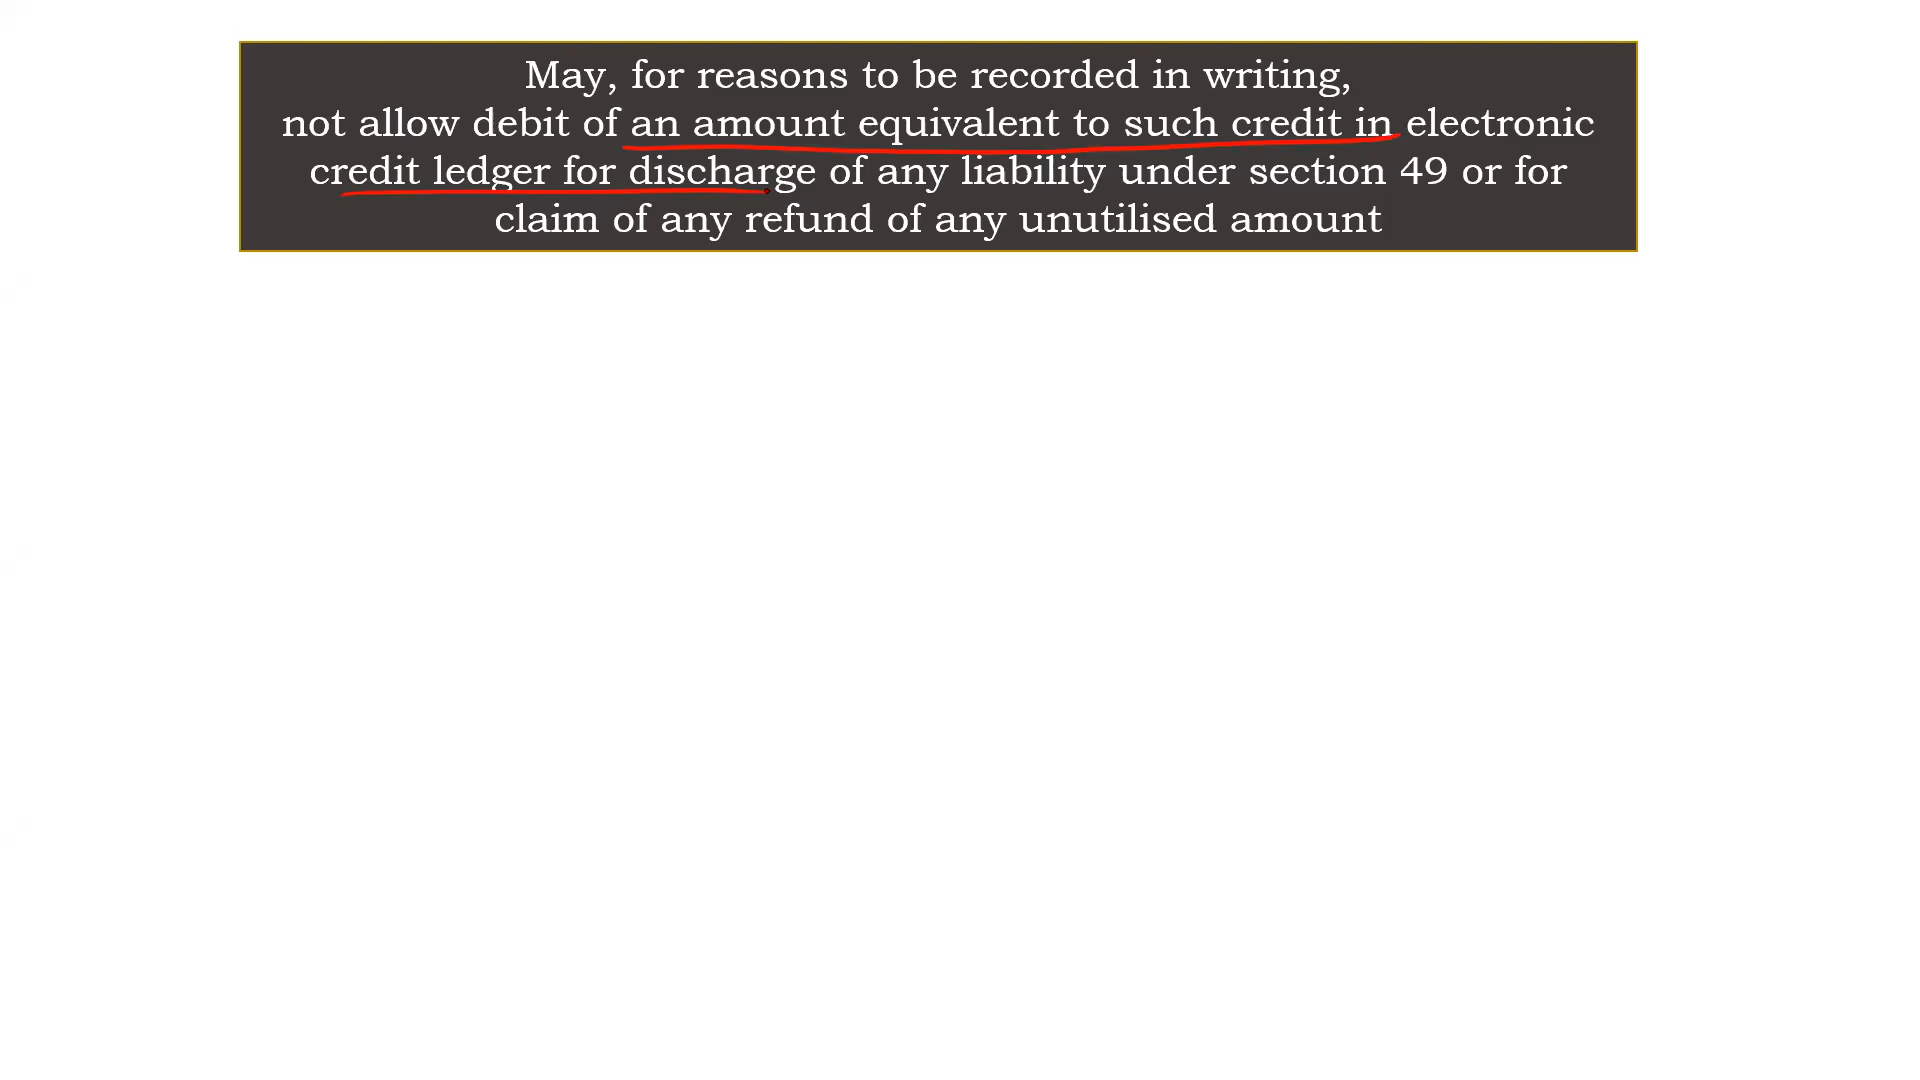 May, for reasons to be recorded in writing,
not allow debit of an amount equivalent to such credit in electronic
credit ledger for discharge of any liability under section 49 or for
claim of any refund of any unutilised amount